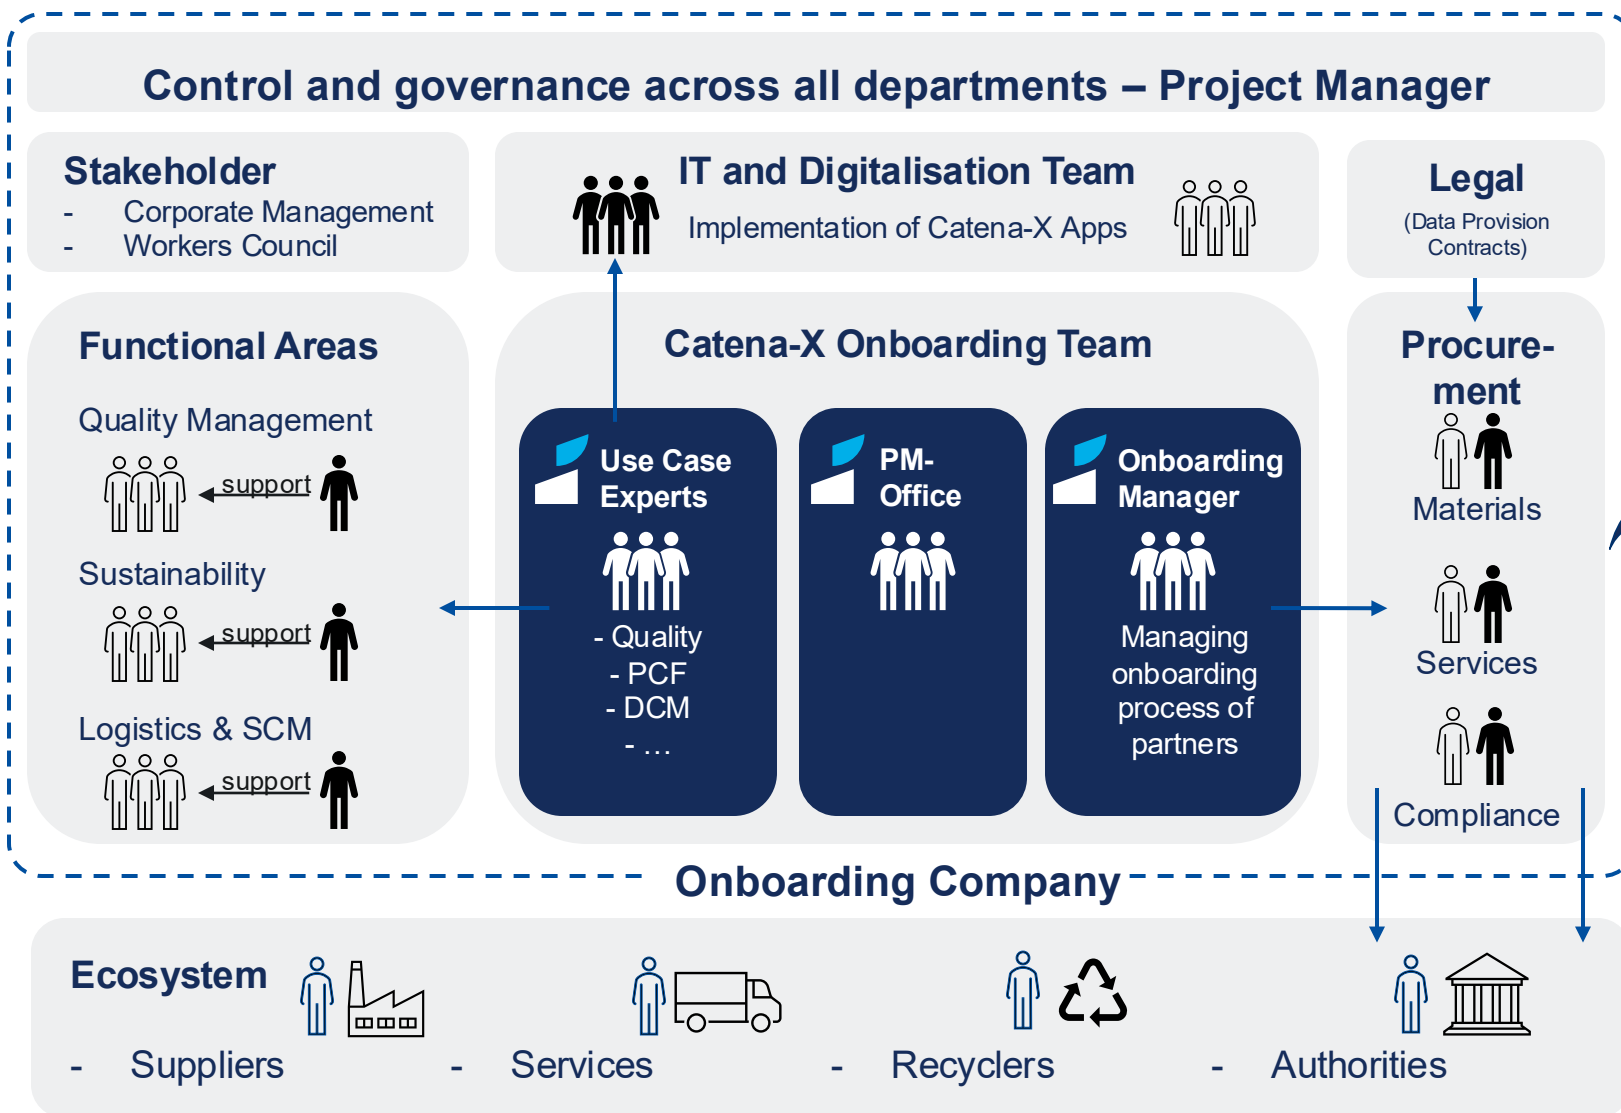 Control and governance across all departments – Project Manager
Stakeholder
- Corporate Management
- Workers Council
IT and Digitalisation Team
Implementation of Catena-X Apps
Legal
(Data Provision
Contracts)
Functional Areas
Quality Management
support
Sustainability
support
Logistics & SCM
support
Catena-X Onboarding Team
Use Case
Experts
- Quality
- PCF
- DCM
- ...
PM-
Office
Onboarding
Manager
Managing
onboarding
process of
partners
Procure-
ment
Materials
Services
Compliance
Onboarding Company
Ecosystem
- Suppliers
- Services
- Recyclers
- Authorities